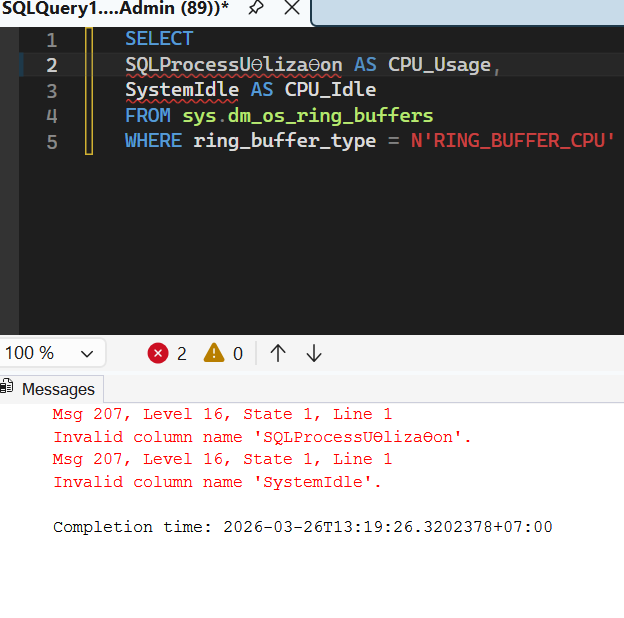 SQLQuery1....Admin (89))*
1 SELECT
2 SQLProcessUƟlizaƟon AS CPU_Usage,
3 SystemIdle AS CPU_Idle
4 FROM sys.dm_os_ring_buffers
5 WHERE ring_buffer_type = N'RING_BUFFER_CPU'
100 % 2 0
Messages
Msg 207, Level 16, State 1, Line 1
Invalid column name 'SQLProcessUƟlizaƟon'.
Msg 207, Level 16, State 1, Line 1
Invalid column name 'SystemIdle'.
Completion time: 2026-03-26T13:19:26.3202378+07:00